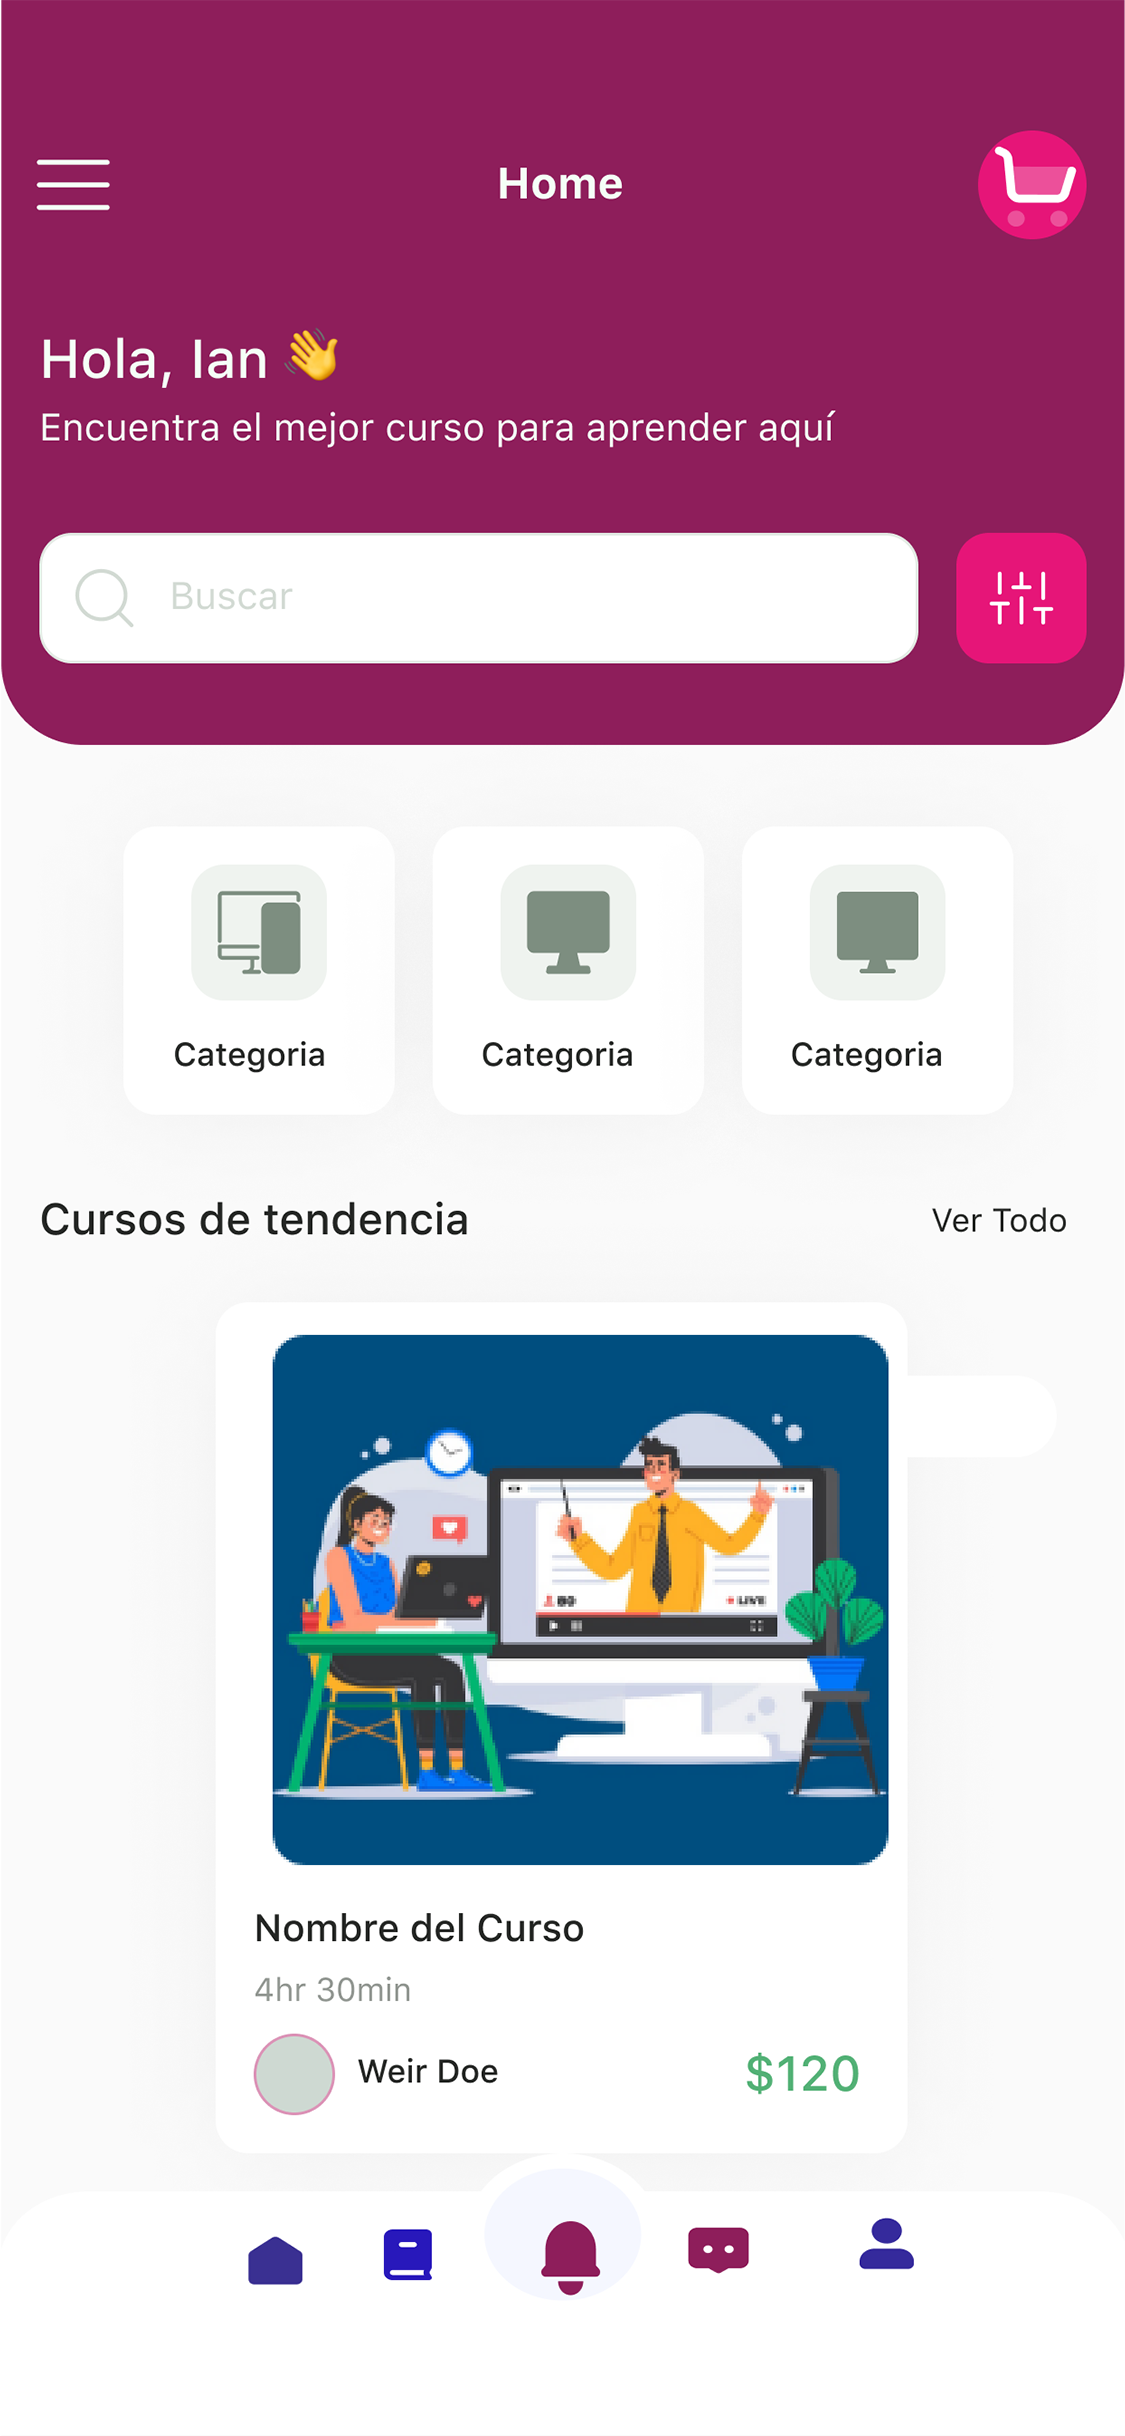 Home
Hola, Ian 👋
Encuentra el mejor curso para aprender aquí
Buscar
Categoria
Categoria
Categoria
Cursos de tendencia
Ver Todo
LIVE
Nombre del Curso
4hr 30min
Weir Doe
$120